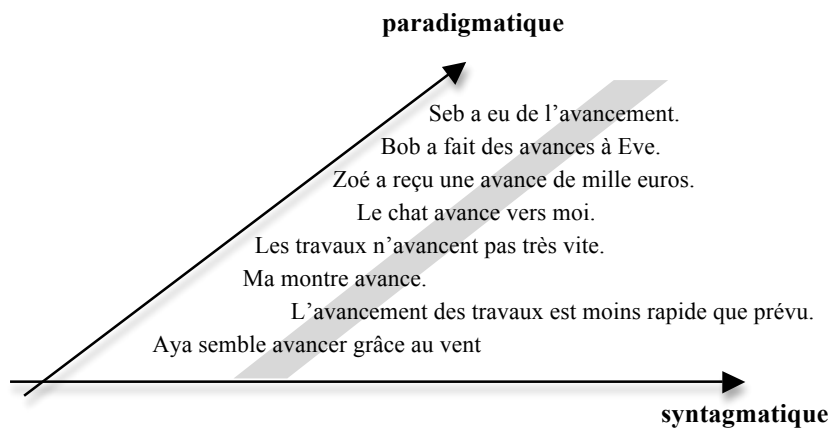 paradigmatique
Seb a eu de l’avancement.
Bob a fait des avances à Eve.
Zoé a reçu une avance de mille euros.
Le chat avance vers moi.
Les travaux n’avancent pas très vite.
Ma montre avance.
L’avancement des travaux est moins rapide que prévu.
Aya semble avancer grâce au vent
syntagmatique